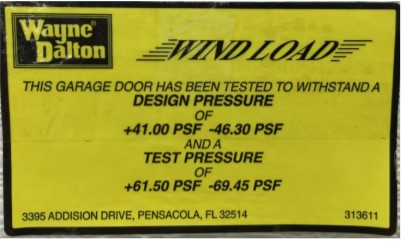 Wayne®
Dalton
WIND LOAD
THIS GARAGE DOOR HAS BEEN TESTED TO WITHSTAND A
DESIGN PRESSURE
OF
+41.00 PSF -46.30 PSF
AND A
TEST PRESSURE
OF
+61.50 PSF -69.45 PSF
3395 ADDISION DRIVE, PENSACOLA, FL 32514 313611